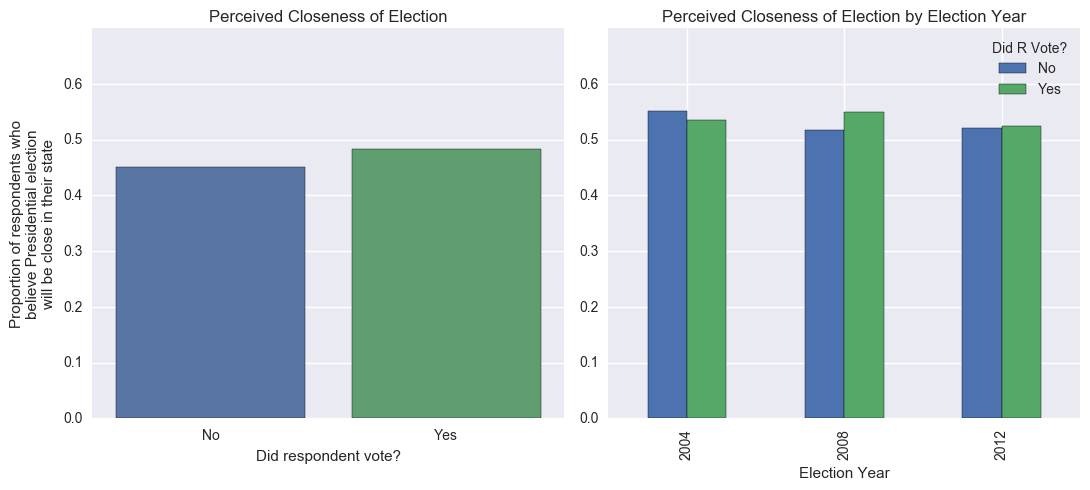 Perceived Closeness of Election
Proportion of respondents who
believe Presidential election
will be close in their state
0.6
0.5
0.4
0.3
0.2
0.1
0.0
No
Yes
Did respondent vote?
Perceived Closeness of Election by Election Year
Did R Vote?
No
Yes
0.6
0.5
0.4
0.3
0.2
0.1
0.0
2004
2008
2012
Election Year